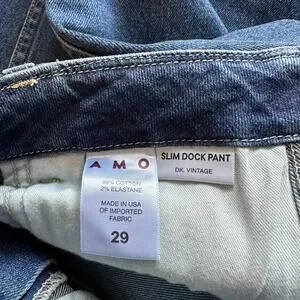 AMO
98% COTTON
2% ELASTANE
MADE IN USA
OF IMPORTED
FABRIC
29
SLIM DOCK PANT
DK. VINTAGE